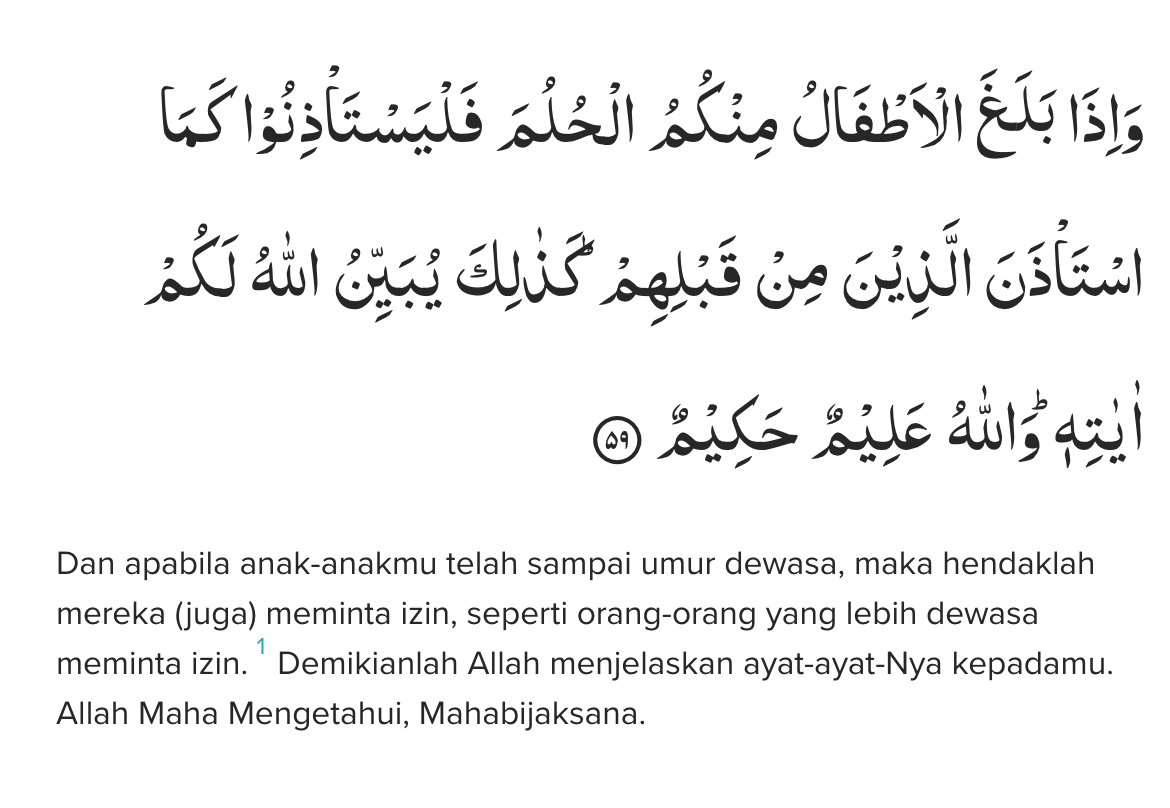 وَاِذَا بَلَغَ الْاَطْفَالُ مِنْكُمُ الْحُلُمَ فَلْيَسْتَأْذِنُوْا كَمَا
اسْتَأْذَنَ الَّذِيْنَ مِنْ قَبْلِهِمْۗ كَذٰلِكَ يُبَيِّنُ اللّٰهُ لَكُمْ
اٰيٰتِهٖۗ وَاللّٰهُ عَلِيْمٌ حَكِيْمٌ ۝٥٩
Dan apabila anak-anakmu telah sampai umur dewasa, maka hendaklah
mereka (juga) meminta izin, seperti orang-orang yang lebih dewasa
meminta izin. 1 Demikianlah Allah menjelaskan ayat-ayat-Nya kepadamu.
Allah Maha Mengetahui, Mahabijaksana.